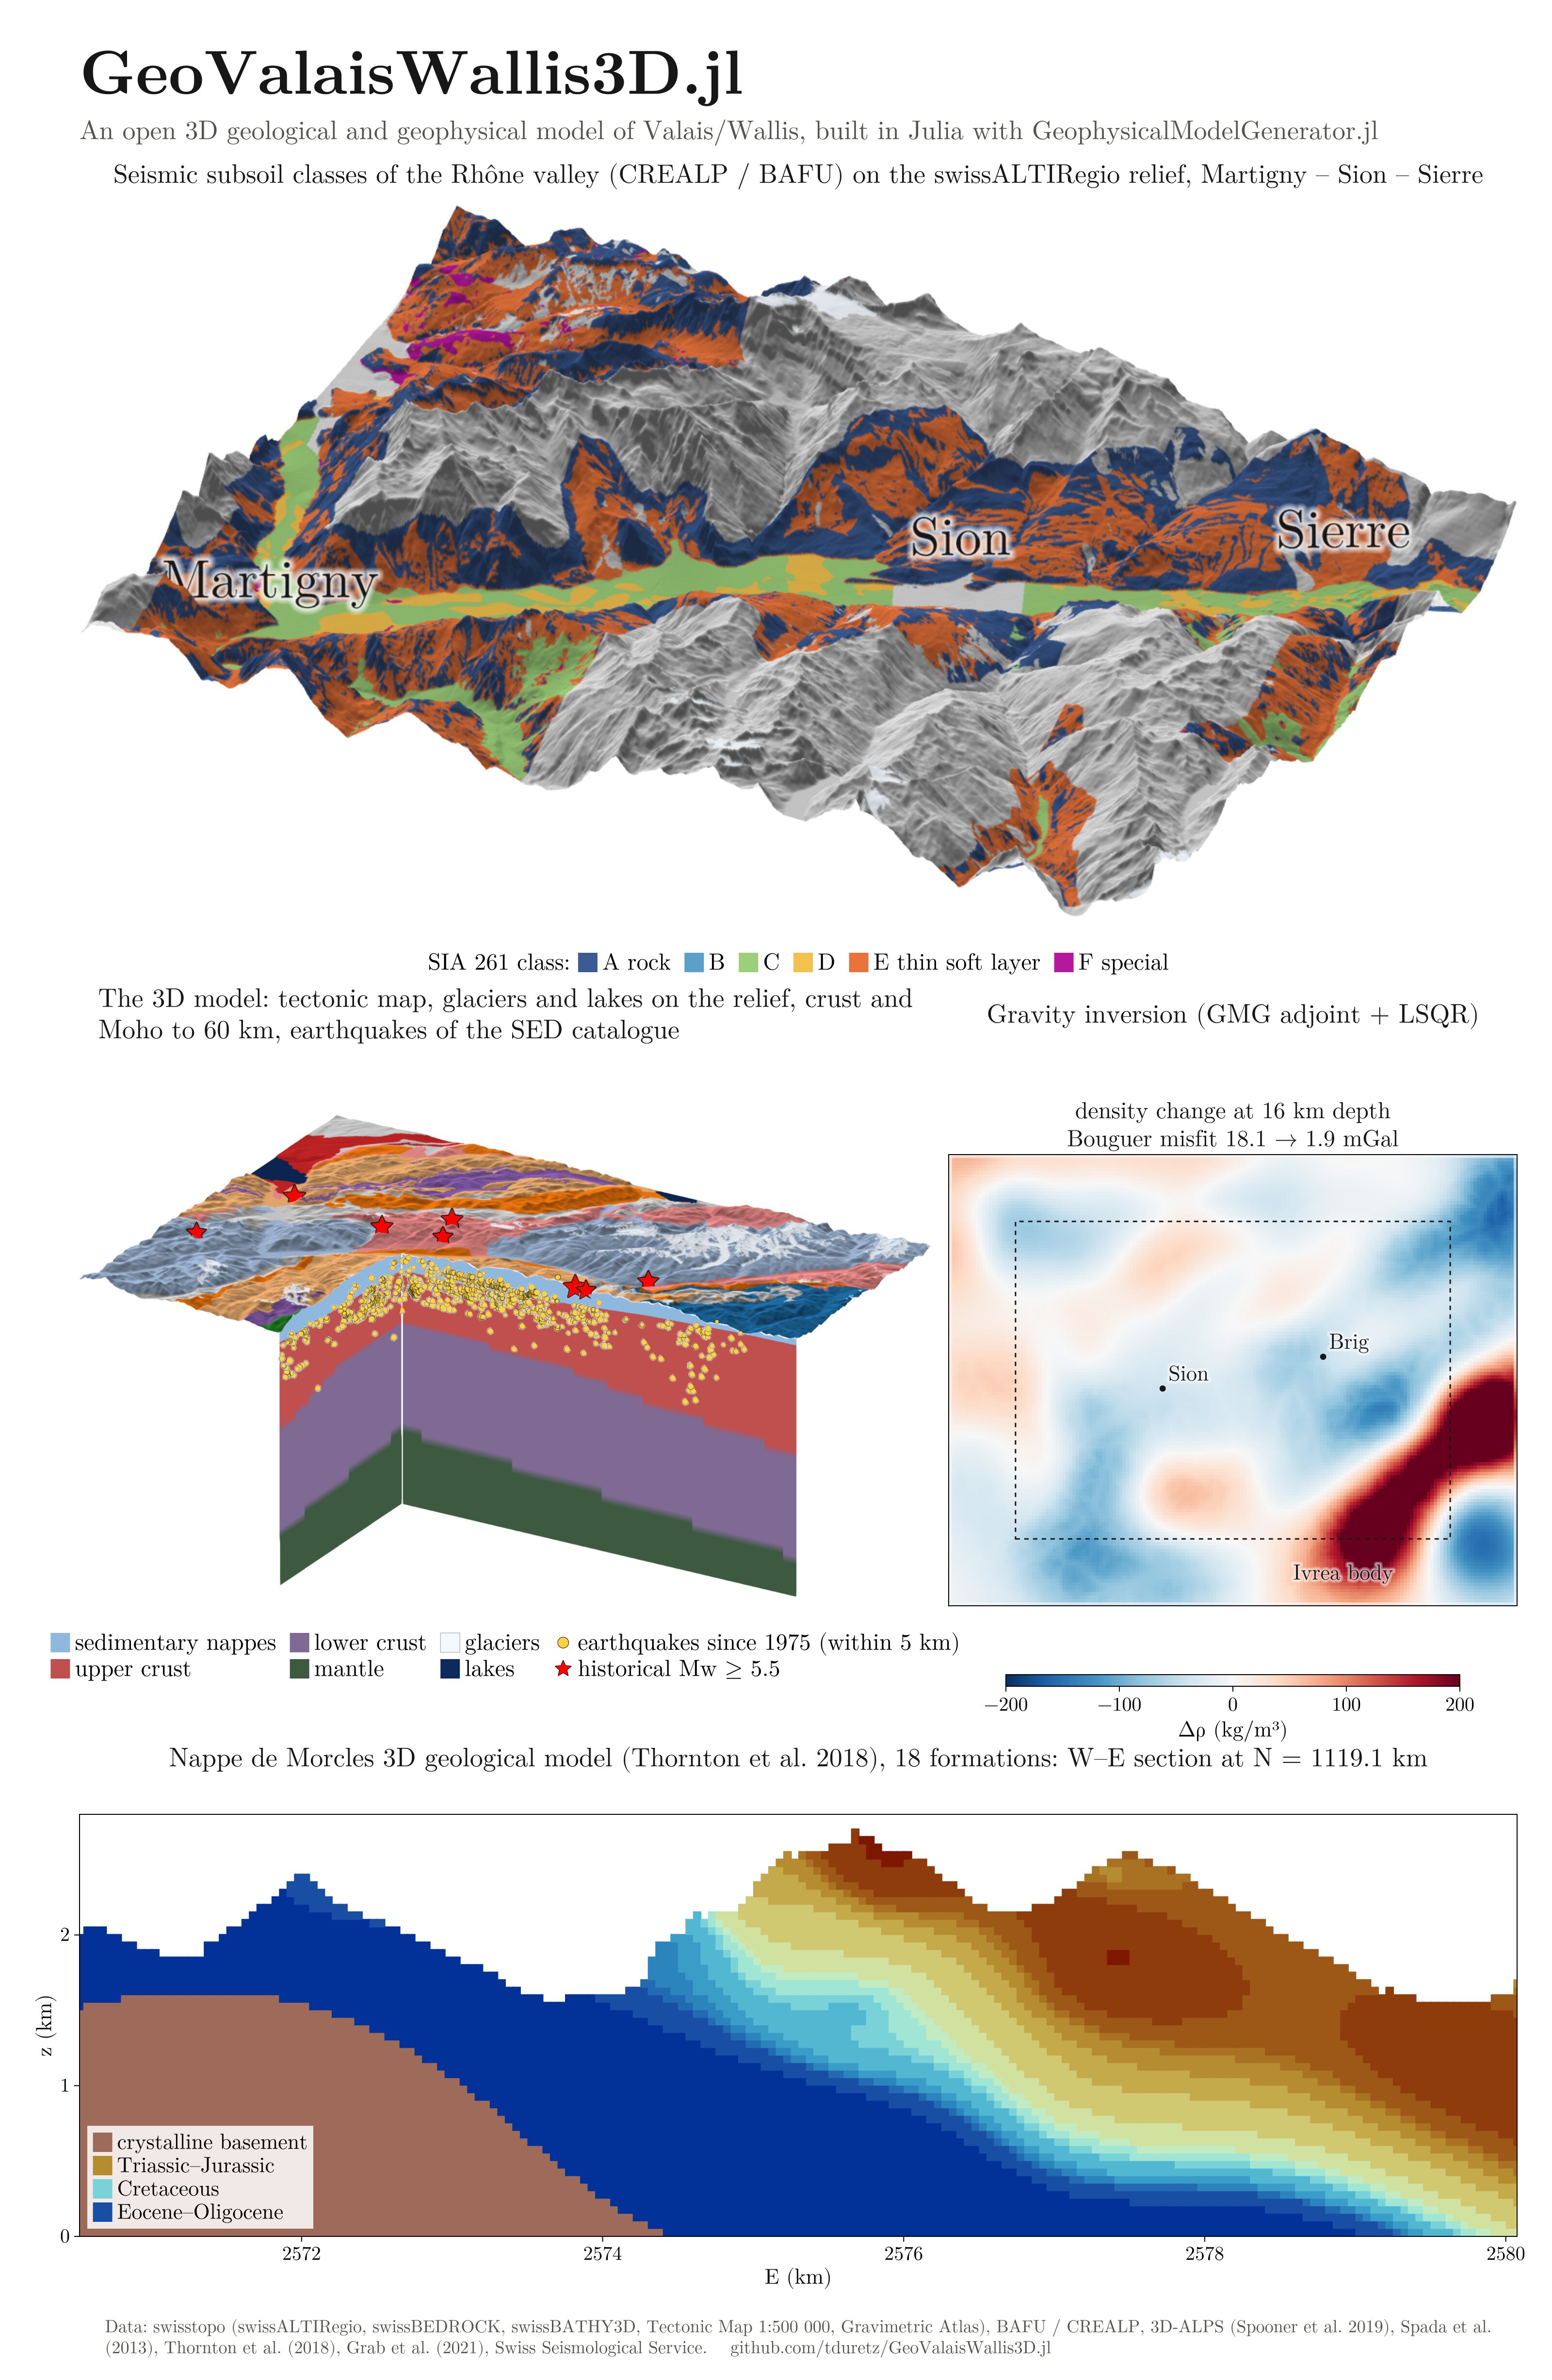 GeoValaisWallis3D.jl
An open 3D geological and geophysical model of Valais/Wallis, built in Julia with GeophysicalModelGenerator.jl
Seismic subsoil classes of the Rhône valley (CREALP / BAFU) on the swissALTIRegio relief, Martigny – Sion – Sierre
Sion
Sierre
Martigny
SIA 261 class: A rock B C D E thin soft layer F special
The 3D model: tectonic map, glaciers and lakes on the relief, crust and
Moho to 60 km, earthquakes of the SED catalogue
Gravity inversion (GMG adjoint + LSQR)
density change at 16 km depth
Bouguer misfit 18.1 → 1.9 mGal
Brig
Sion
Ivrea body
sedimentary nappes lower crust glaciers earthquakes since 1975 (within 5 km)
upper crust mantle lakes historical Mw ≥ 5.5
−200 −100 0 100 200
Δρ (kg/m³)
Nappe de Morcles 3D geological model (Thornton et al. 2018), 18 formations: W–E section at N = 1119.1 km
2
z (km)
1
crystalline basement
Triassic–Jurassic
Cretaceous
Eocene–Oligocene
0
2572 2574 2576 2578 2580
E (km)
Data: swisstopo (swissALTIRegio, swissBEDROCK, swissBATHY3D, Tectonic Map 1:500 000, Gravimetric Atlas), BAFU / CREALP, 3D-ALPS (Spooner et al. 2019), Spada et al.
(2013), Thornton et al. (2018), Grab et al. (2021), Swiss Seismological Service. github.com/tduretz/GeoValaisWallis3D.jl